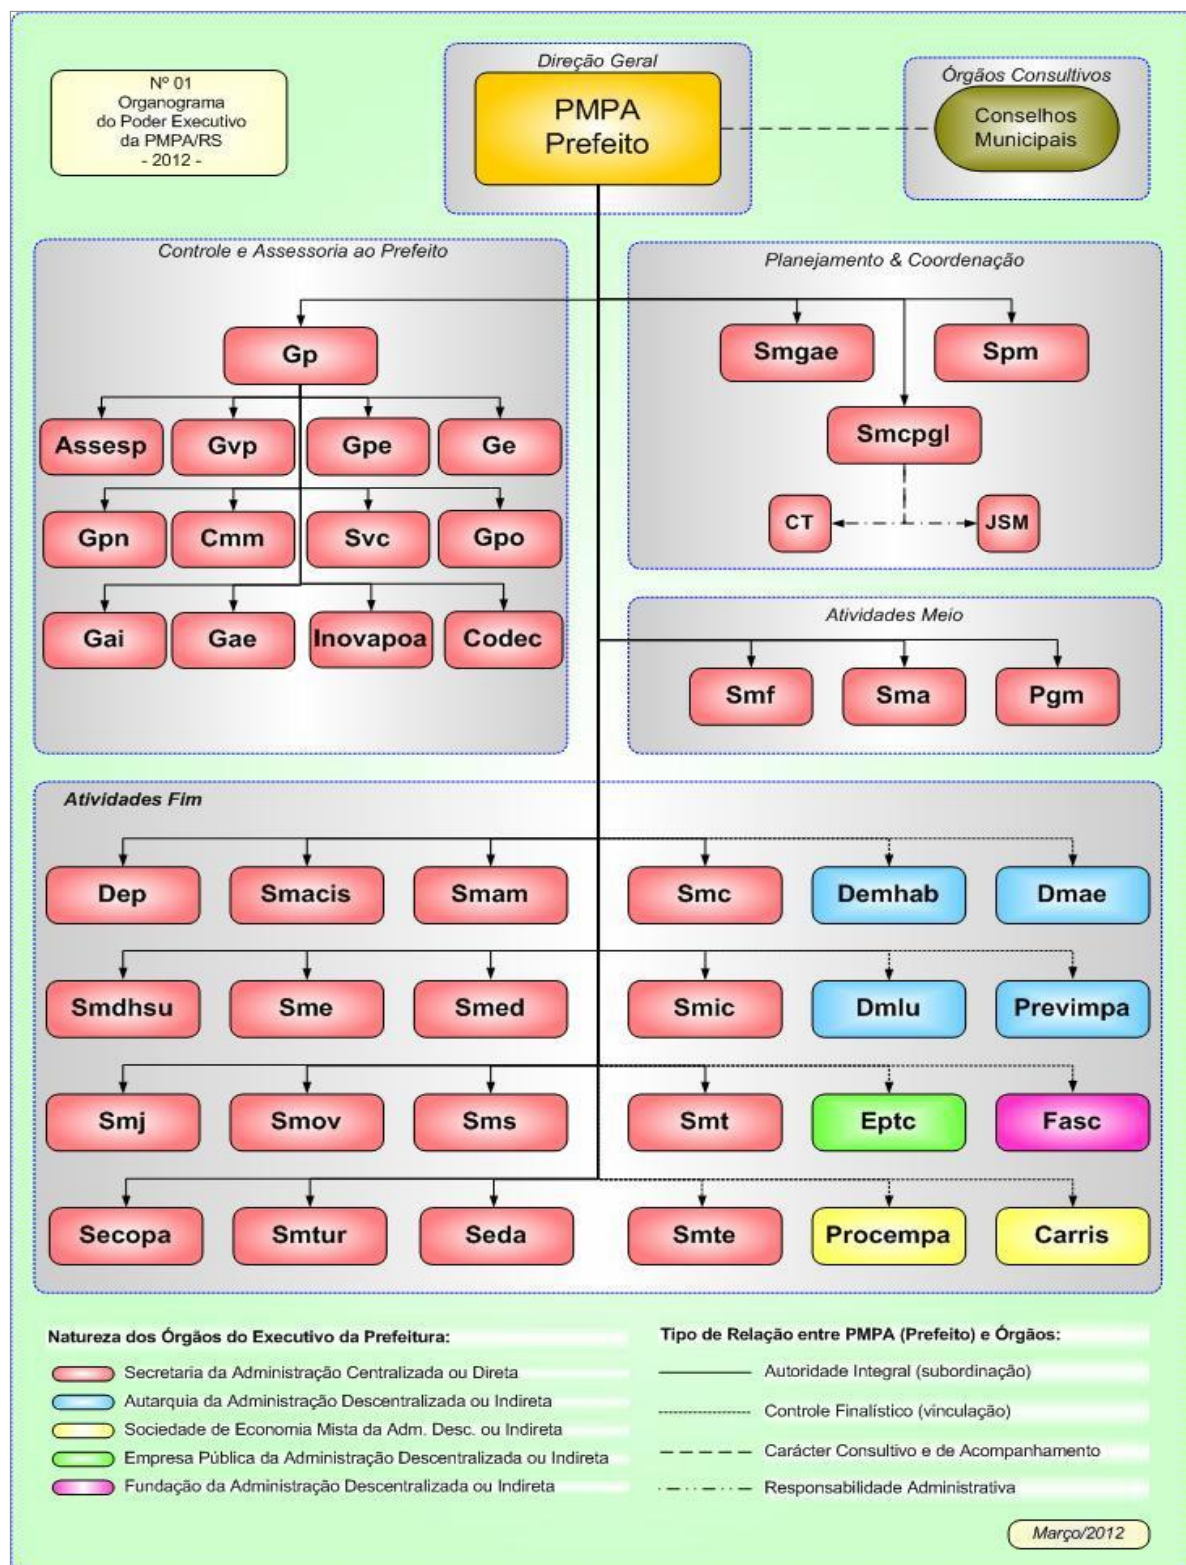 Nº 01
Organograma
do Poder Executivo
da PMPA/RS
- 2012 -
Direção Geral
PMPA
Prefeito
Órgãos Consultivos
Conselhos
Municipais
Controle e Assessoria ao Prefeito
Gp
Assesp Gvp Gpe Ge
Gpn Cmm Svc Gpo
Gai Gae Inovapoa Codec
Planejamento & Coordenação
Smgae Spm
Smcpgl
CT JSM
Atividades Meio
Smf Sma Pgm
Atividades Fim
Dep Smacis Smam Smc Demhab Dmae
Smdhsu Sme Smed Smic Dmlu Previmpa
Smj Smov Sms Smt Eptc Fasc
Secopa Smtur Seda Smte Procempa Carris
Natureza dos Órgãos do Executivo da Prefeitura:
Secretaria da Administração Centralizada ou Direta
Autarquia da Administração Descentralizada ou Indireta
Sociedade de Economia Mista da Adm. Desc. ou Indireta
Empresa Pública da Administração Descentralizada ou Indireta
Fundação da Administração Descentralizada ou Indireta
Tipo de Relação entre PMPA (Prefeito) e Órgãos:
Autoridade Integral (subordinação)
Controle Finalístico (vinculação)
Carácter Consultivo e de Acompanhamento
Responsabilidade Administrativa
Março/2012